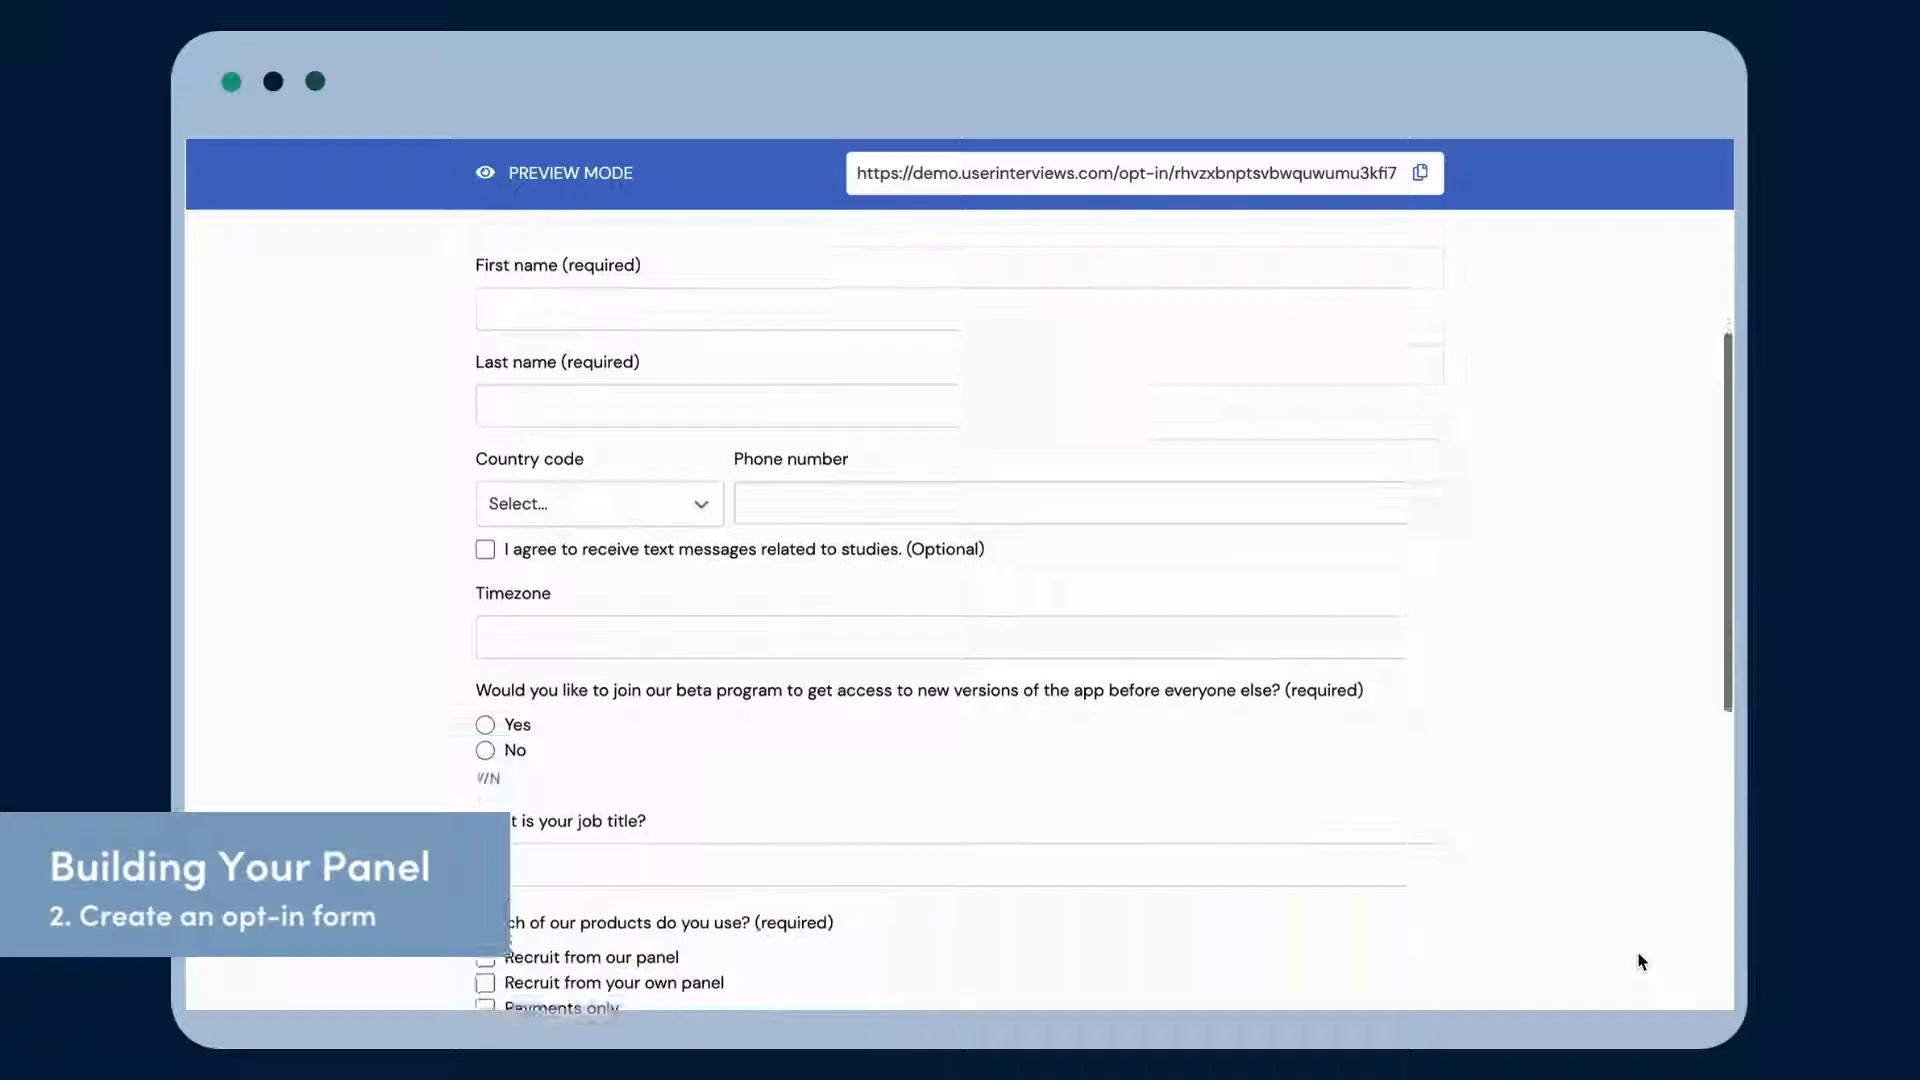 PREVIEW MODE
https://demo.userinterviews.com/opt-in/rhvzxbnptsvbwquwumu3kfi7
First name (required)
Last name (required)
Country code
Phone number
Select...
I agree to receive text messages related to studies. (Optional)
Timezone
Would you like to join our beta program to get access to new versions of the app before everyone else? (required)
Yes
No
t is your job title?
ch of our products do you use? (required)
Recruit from our panel
Recruit from your own panel
Payments only
Building Your Panel
2. Create an opt-in form